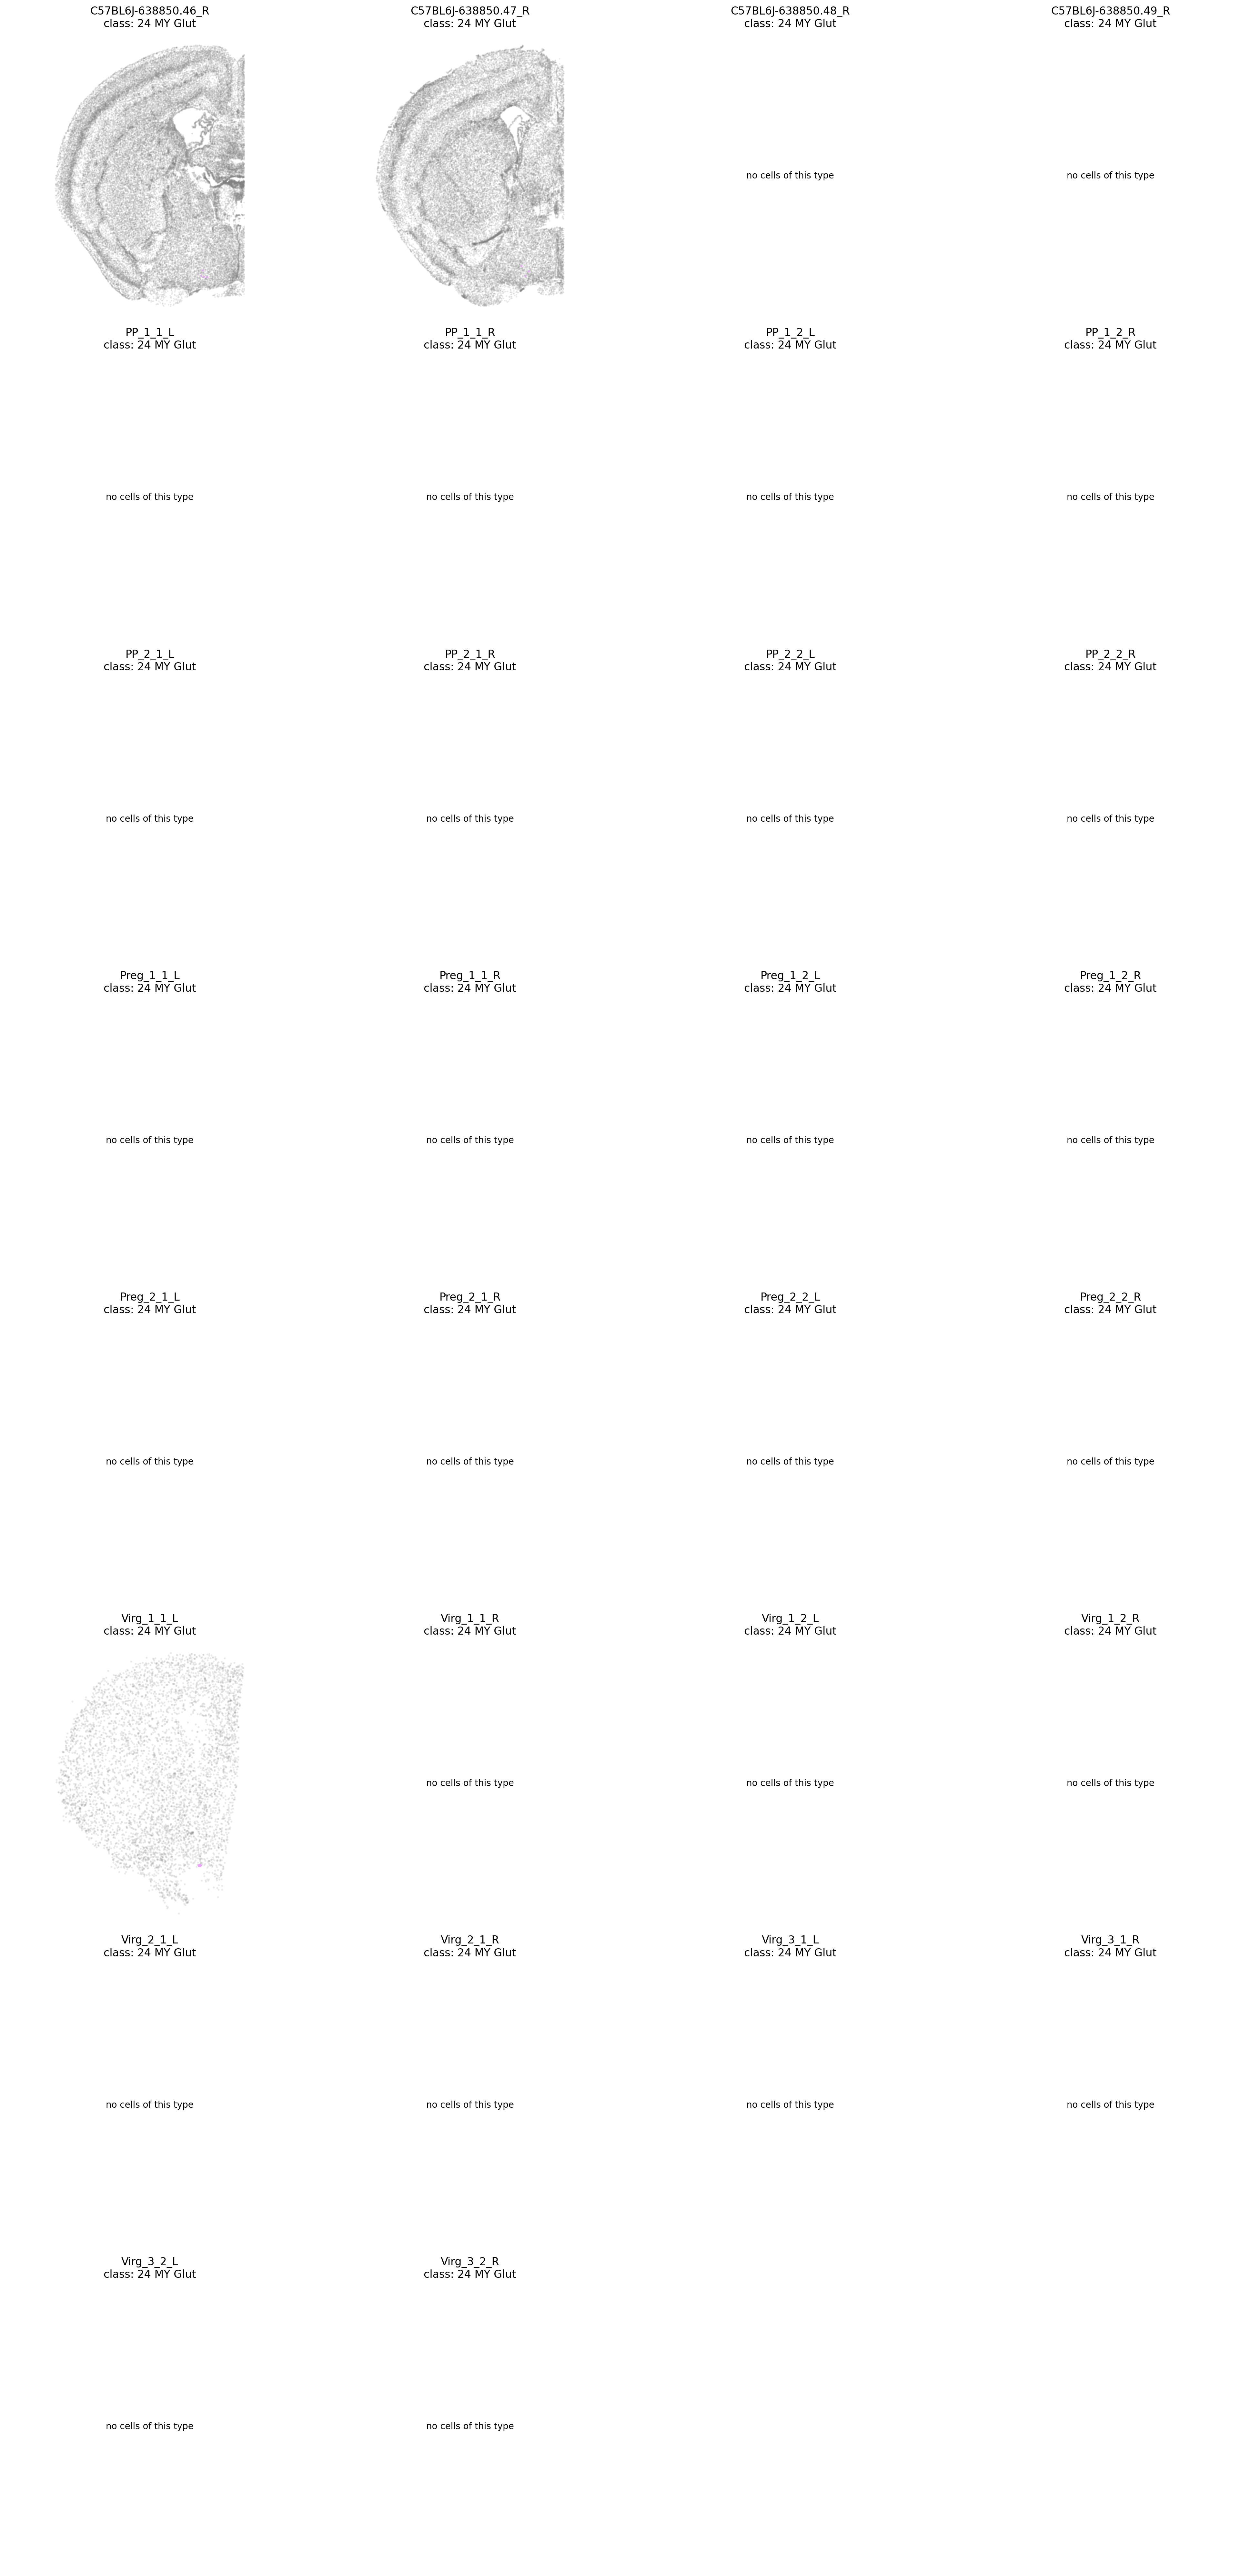 C57BL6J-638850.46_R
class: 24 MY Glut
C57BL6J-638850.47_R
class: 24 MY Glut
C57BL6J-638850.48_R
class: 24 MY Glut
no cells of this type
C57BL6J-638850.49_R
class: 24 MY Glut
no cells of this type
PP_1_1_L
class: 24 MY Glut
no cells of this type
PP_1_1_R
class: 24 MY Glut
no cells of this type
PP_1_2_L
class: 24 MY Glut
no cells of this type
PP_1_2_R
class: 24 MY Glut
no cells of this type
PP_2_1_L
class: 24 MY Glut
no cells of this type
PP_2_1_R
class: 24 MY Glut
no cells of this type
PP_2_2_L
class: 24 MY Glut
no cells of this type
PP_2_2_R
class: 24 MY Glut
no cells of this type
Preg_1_1_L
class: 24 MY Glut
no cells of this type
Preg_1_1_R
class: 24 MY Glut
no cells of this type
Preg_1_2_L
class: 24 MY Glut
no cells of this type
Preg_1_2_R
class: 24 MY Glut
no cells of this type
Preg_2_1_L
class: 24 MY Glut
no cells of this type
Preg_2_1_R
class: 24 MY Glut
no cells of this type
Preg_2_2_L
class: 24 MY Glut
no cells of this type
Preg_2_2_R
class: 24 MY Glut
no cells of this type
Virg_1_1_L
class: 24 MY Glut
Virg_1_1_R
class: 24 MY Glut
no cells of this type
Virg_1_2_L
class: 24 MY Glut
no cells of this type
Virg_1_2_R
class: 24 MY Glut
no cells of this type
Virg_2_1_L
class: 24 MY Glut
no cells of this type
Virg_2_1_R
class: 24 MY Glut
no cells of this type
Virg_3_1_L
class: 24 MY Glut
no cells of this type
Virg_3_1_R
class: 24 MY Glut
no cells of this type
Virg_3_2_L
class: 24 MY Glut
no cells of this type
Virg_3_2_R
class: 24 MY Glut
no cells of this type